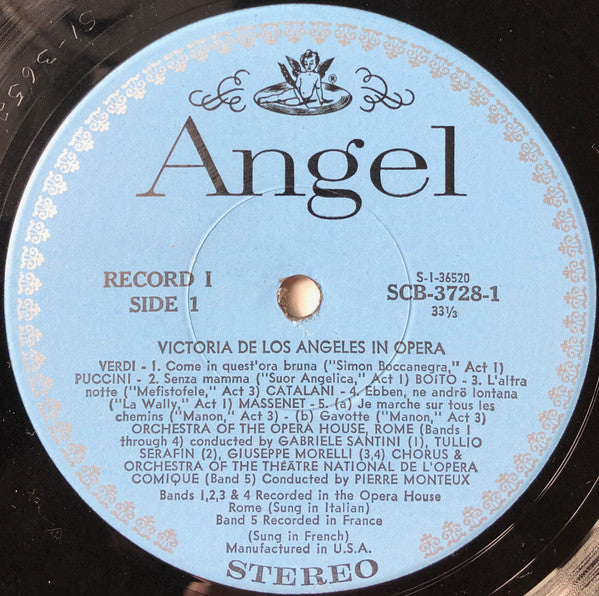 Angel
®
RECORD I
SIDE 1
S-1-36520
SCB-3728-1
33⅓
VICTORIA DE LOS ANGELES IN OPERA
VERDI - 1. Come in quest'ora bruna ("Simon Boccanegra," Act 1)
PUCCINI - 2. Senza mamma ("Suor Angelica," Act 1) BOÏTO - 3. L'altra
notte ("Mefistofele," Act 3) CATALANI - 4. Ebben, ne andrò lontana
("La Wally," Act 1) MASSENET - 5.-(a) Je marche sur tous les
chemins ("Manon," Act 3) - (b) Gavotte ("Manon," Act 3)
ORCHESTRA OF THE OPERA HOUSE, ROME (Bands 1
through 4) conducted by GABRIELE SANTINI (1), TULLIO
SERAFIN (2), GIUSEPPE MORELLI (3,4) CHORUS &
ORCHESTRA OF THE THÉÂTRE NATIONAL DE L'OPERA
COMIQUE (Band 5) Conducted by PIERRE MONTEUX
Bands 1,2,3 & 4 Recorded in the Opera House
Rome (Sung in Italian)
Band 5 Recorded in France
(Sung in French)
Manufactured in U.S.A.
STEREO